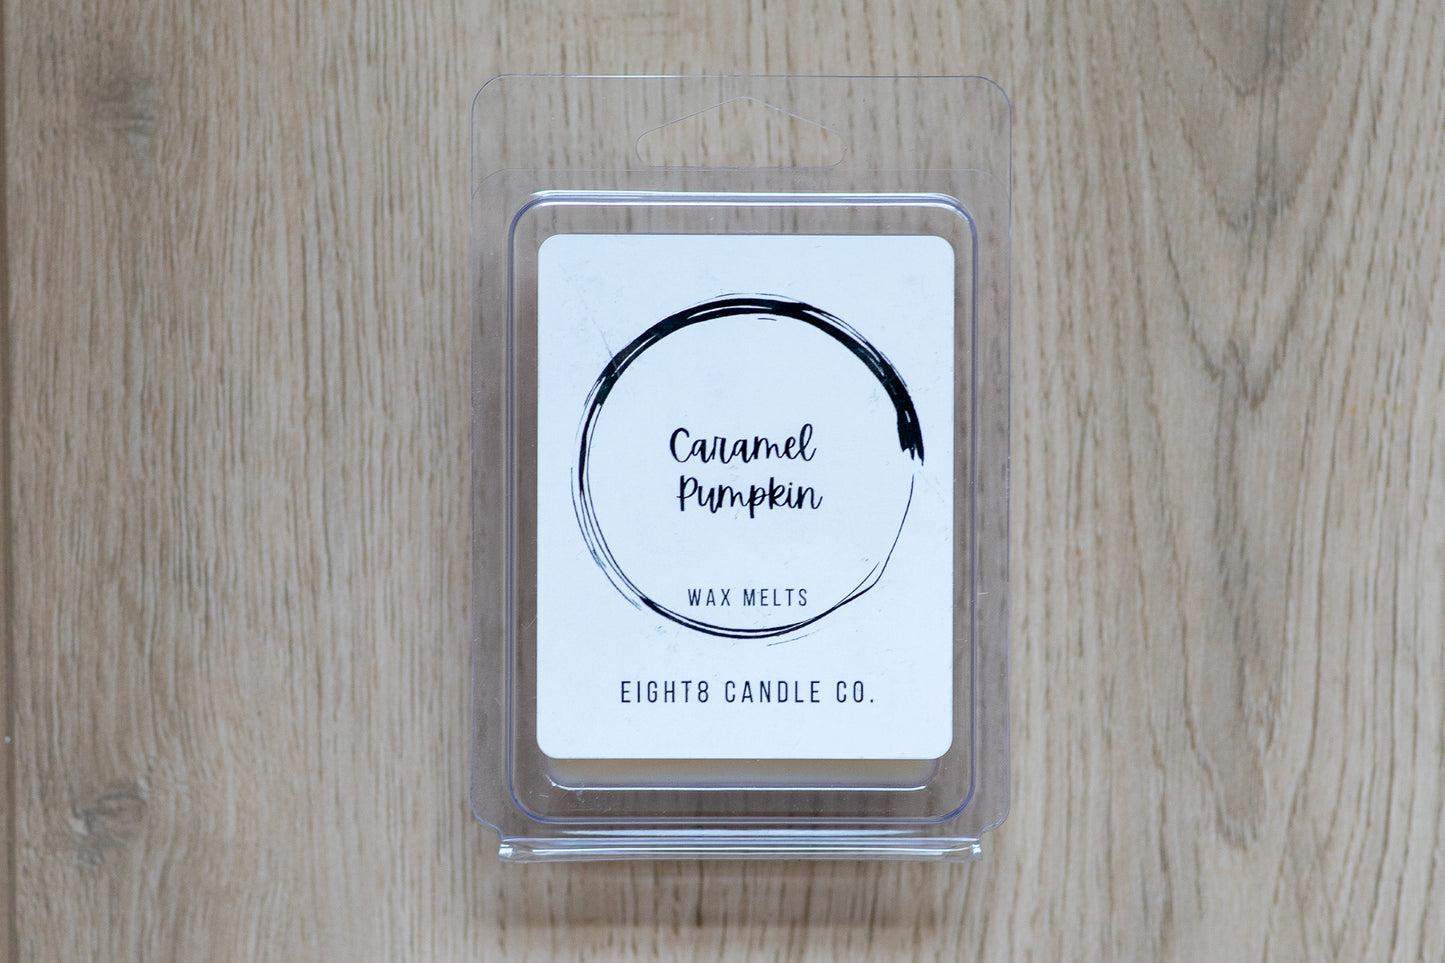 Caramel
Pumpkin
WAX MELTS
EIGHT8 CANDLE CO.